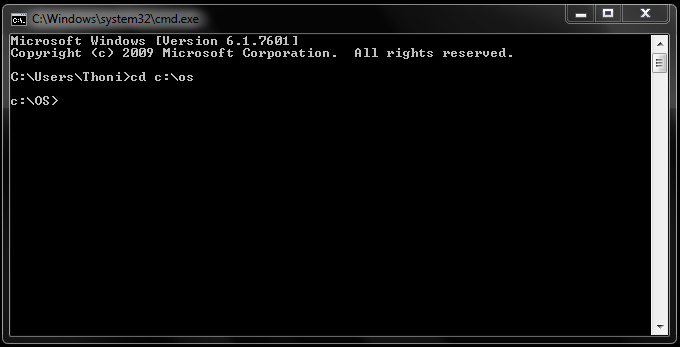 C:\Windows\system32\cmd.exe
Microsoft Windows [Version 6.1.7601]
Copyright (c) 2009 Microsoft Corporation.  All rights reserved.
C:\Users\Thoni>cd c:\os
c:\OS>